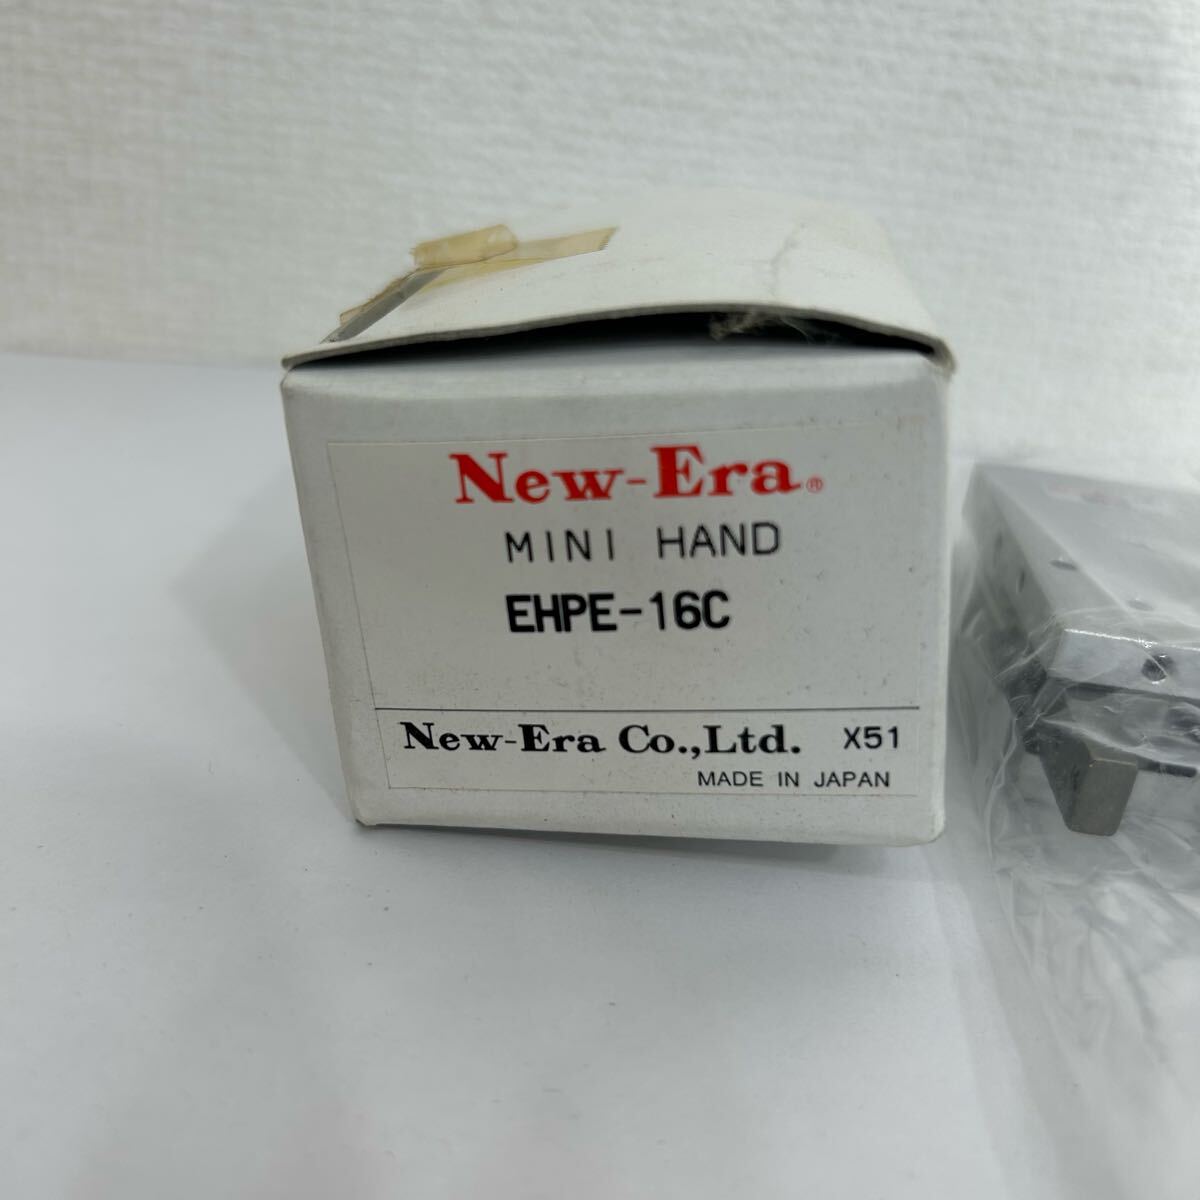 New-Era®
MINI HAND
EHPE-16C
New-Era Co.,Ltd. X51
MADE IN JAPAN